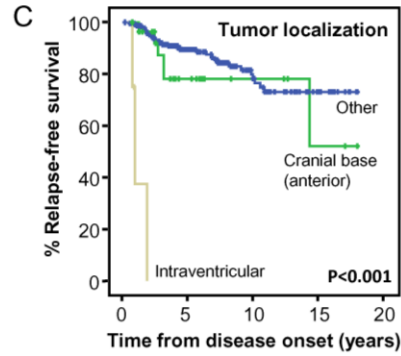 C
Tumor localization
% Relapse-free survival
100
80
60
40
20
0
Other
Cranial base
(anterior)
Intraventricular
P<0.001
0 5 10 15 20
Time from disease onset (years)